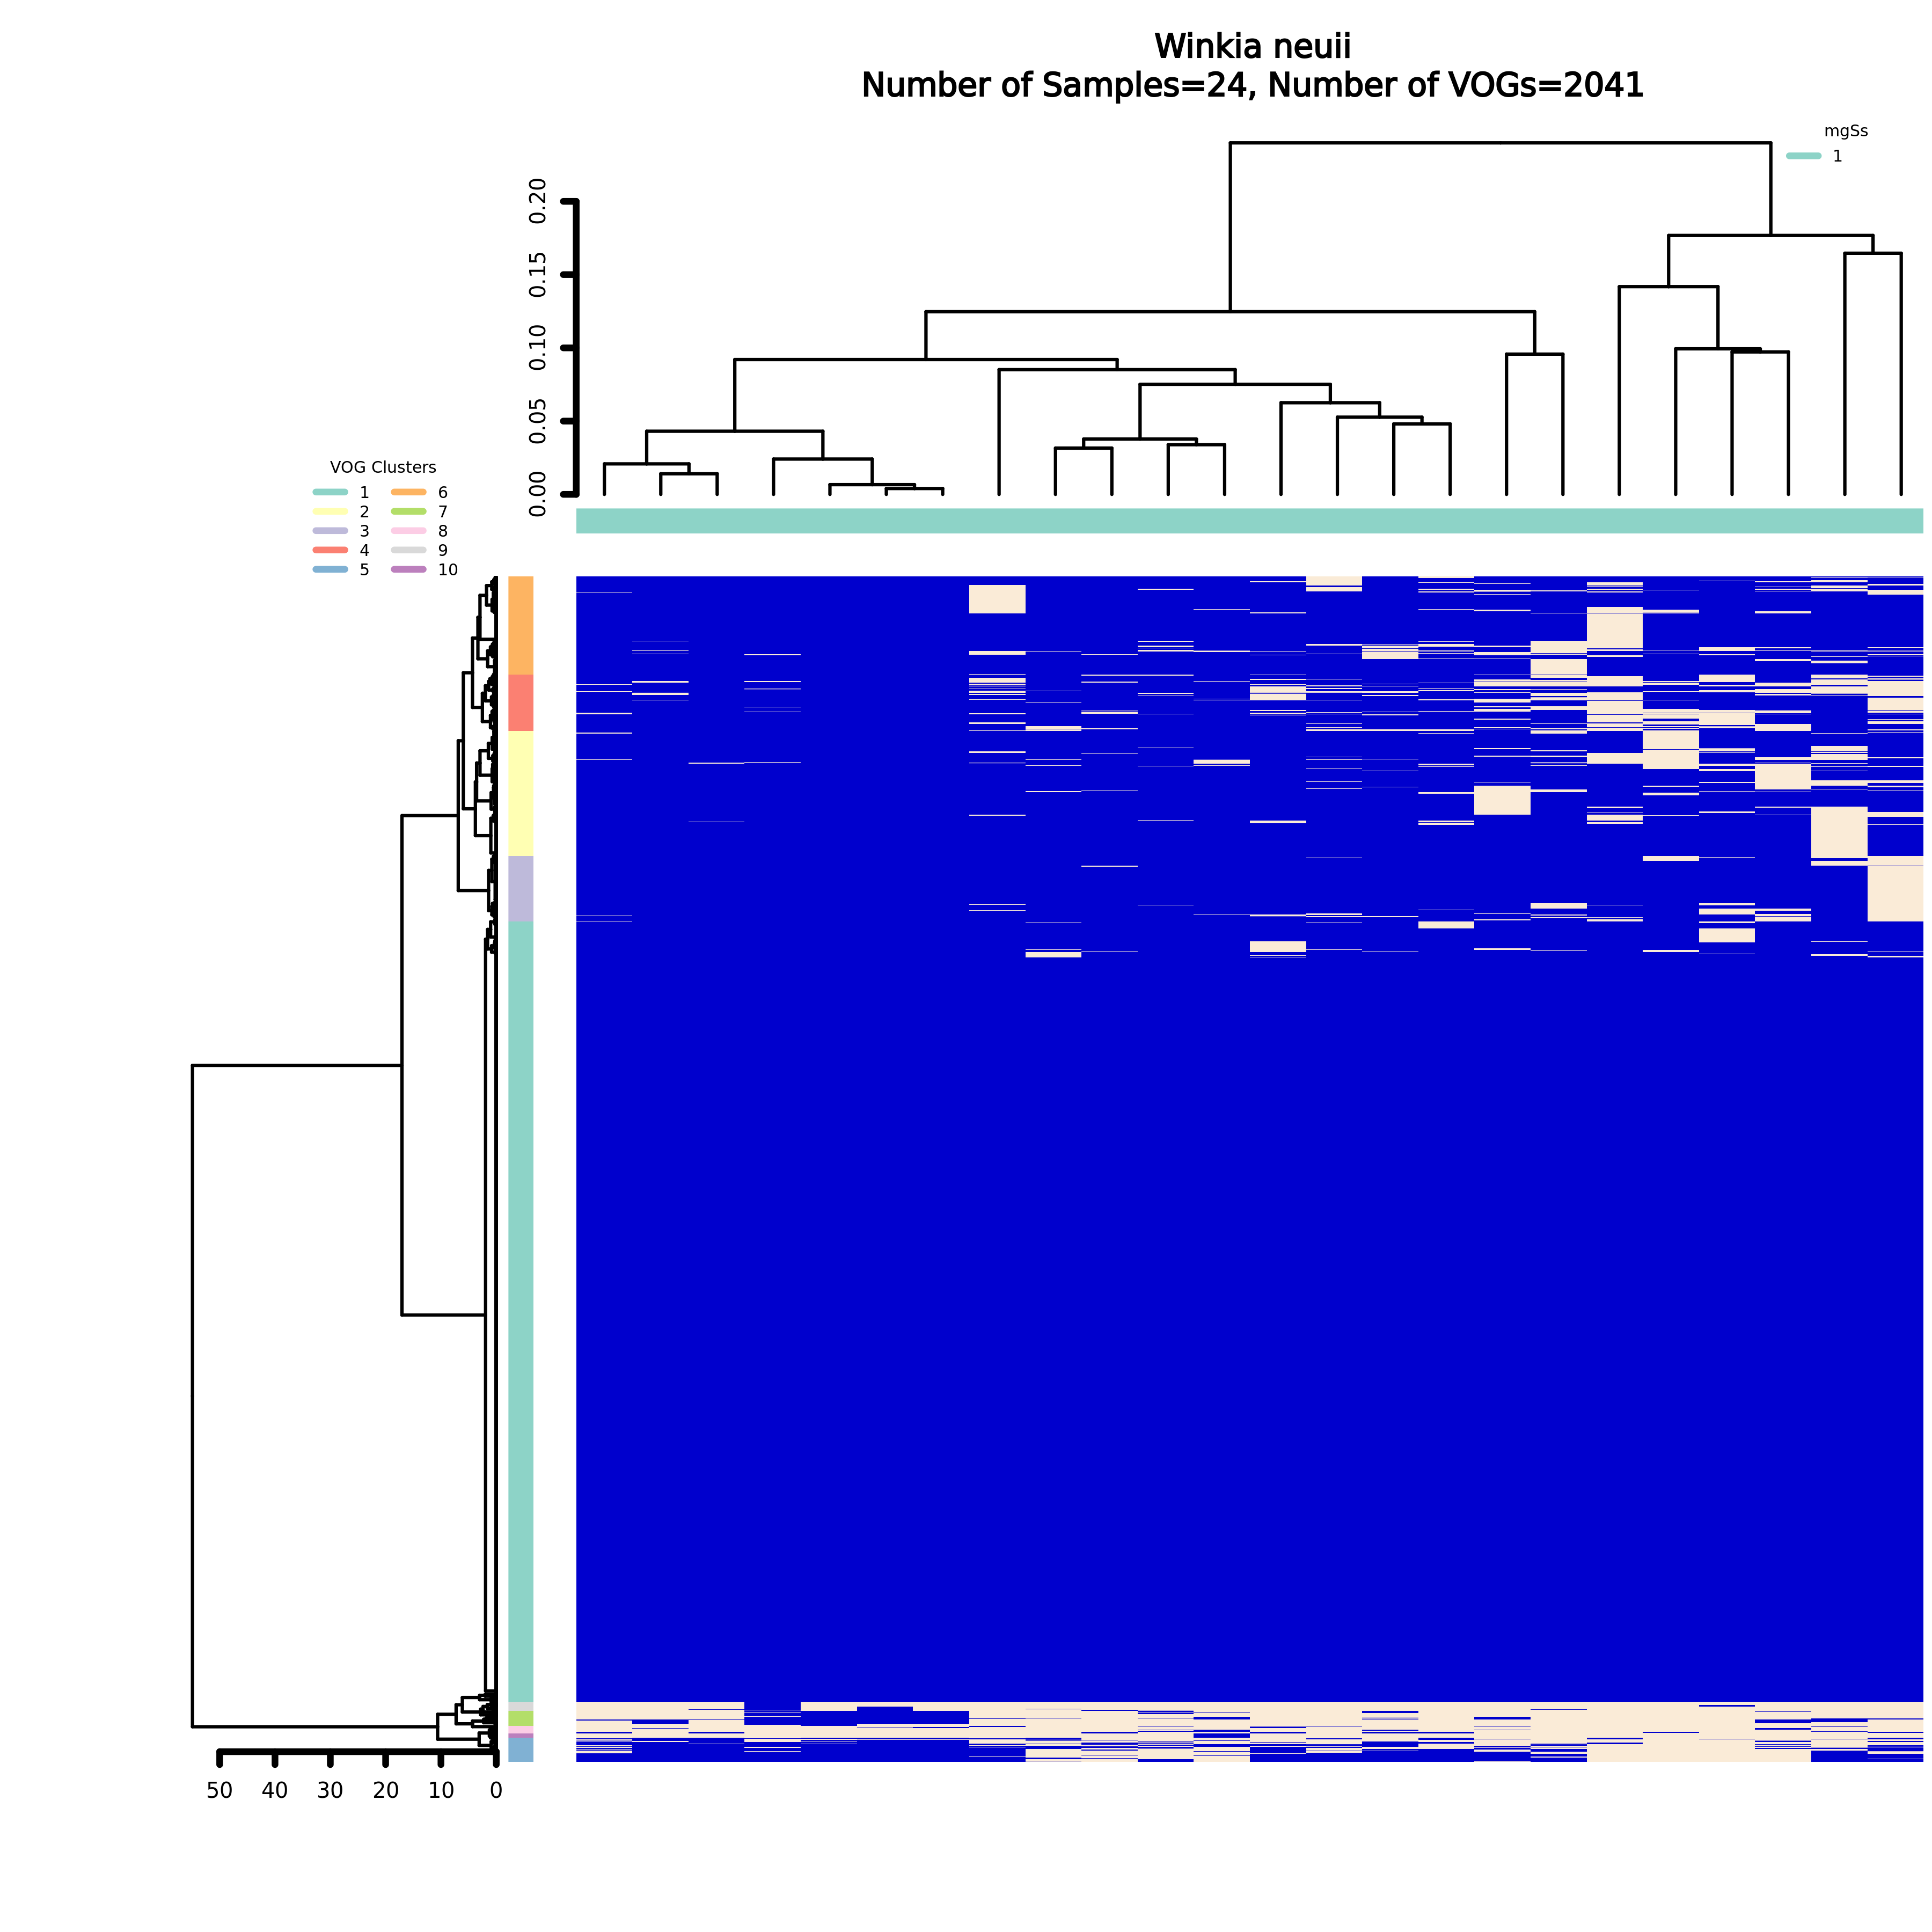 Winkia neuii
Number of Samples=24, Number of VOGs=2041
mgSs
1
0.20
0.15
0.10
0.05
0.00
VOG Clusters
1 6
2 7
3 8
4 9
5 10
50 40 30 20 10 0